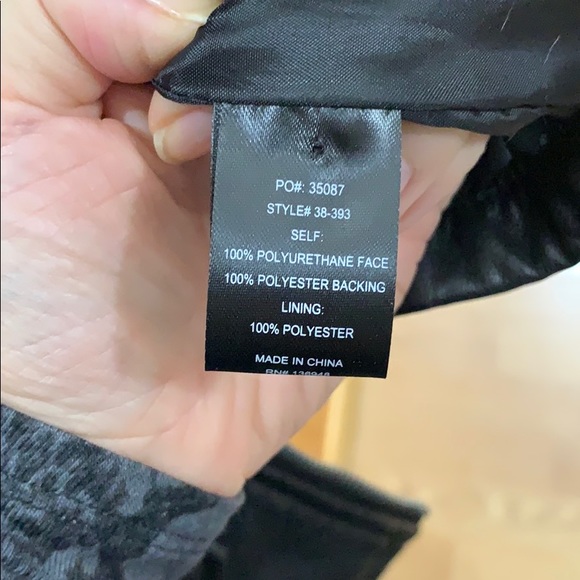 PO#: 35087
STYLE# 38-393
SELF:
100% POLYURETHANE FACE
100% POLYESTER BACKING
LINING:
100% POLYESTER
MADE IN CHINA
RN#